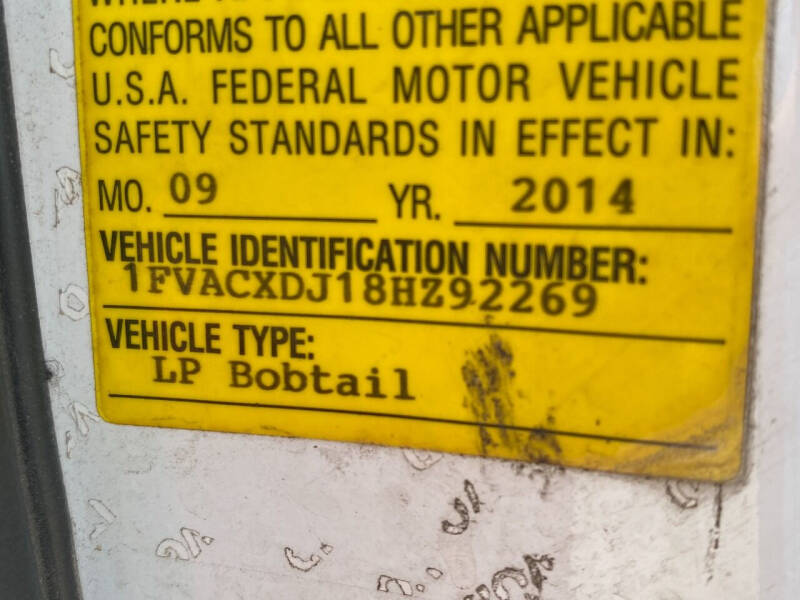 CONFORMS TO ALL OTHER APPLICABLE
U.S.A. FEDERAL MOTOR VEHICLE
SAFETY STANDARDS IN EFFECT IN:
MO. 09 YR. 2014
VEHICLE IDENTIFICATION NUMBER:
1FVACXDJ18HZ92269
VEHICLE TYPE:
LP Bobtail